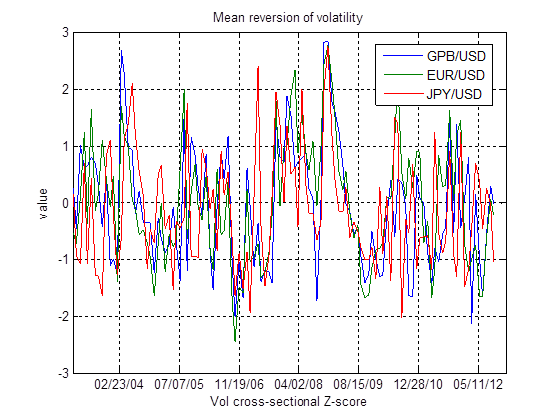 Mean reversion of volatility
3
2
1
0
-1
-2
-3
value
GPB/USD
EUR/USD
JPY/USD
02/23/04 07/07/05 11/19/06 04/02/08 08/15/09 12/28/10 05/11/12
Vol cross-sectional Z-score